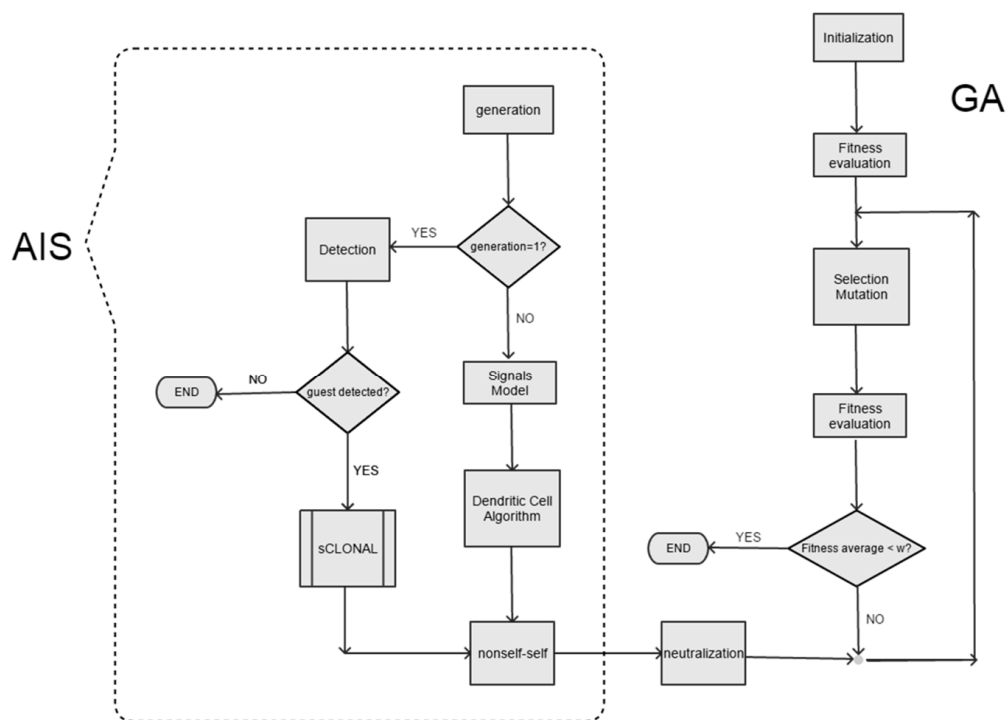 Initialization
GA
generation
Fitness
evaluation
AIS
Detection
YES
generation=1?
Selection
Mutation
NO
Signals
Model
END
NO
guest detected?
Fitness
evaluation
YES
Dendritic Cell
Algorithm
sCLONAL
END
YES
Fitness average < w?
NO
nonself-self
neutralization